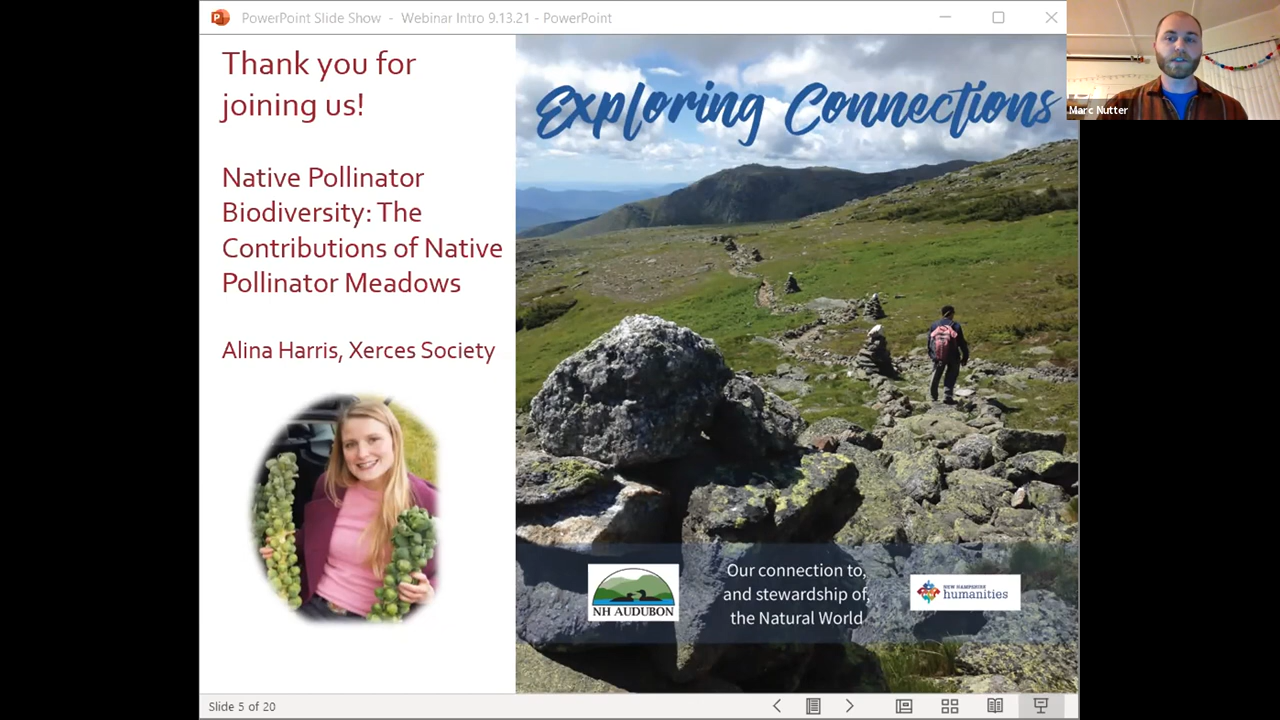 PowerPoint Slide Show - Webinar Intro 9.13.21 - PowerPoint
Marc Nutter
Thank you for
joining us!
Native Pollinator
Biodiversity: The
Contributions of Native
Pollinator Meadows
Alina Harris, Xerces Society
Exploring Connections
NH AUDUBON
Our connection to,
and stewardship of,
the Natural World
NEW HAMPSHIRE
humanities
Slide 5 of 20